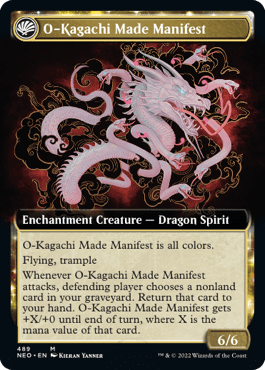 O-Kagachi Made Manifest
Enchantment Creature — Dragon Spirit
O-Kagachi Made Manifest is all colors.
Flying, trample
Whenever O-Kagachi Made Manifest
attacks, defending player chooses a nonland
card in your graveyard. Return that card to
your hand. O-Kagachi Made Manifest gets
+X/+0 until end of turn, where X is the
mana value of that card.
6/6
489 M
NEO • EN KIERAN YANNER
™ & © 2022 Wizards of the Coast